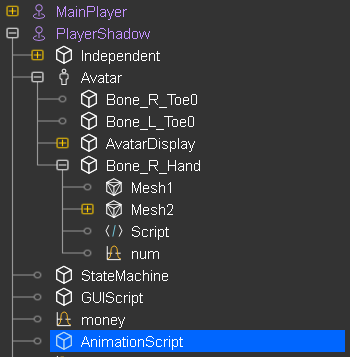 MainPlayer
PlayerShadow
Independent
Avatar
Bone_R_Toe0
Bone_L_Toe0
AvatarDisplay
Bone_R_Hand
Mesh1
Mesh2
Script
num
StateMachine
GUIScript
money
AnimationScript